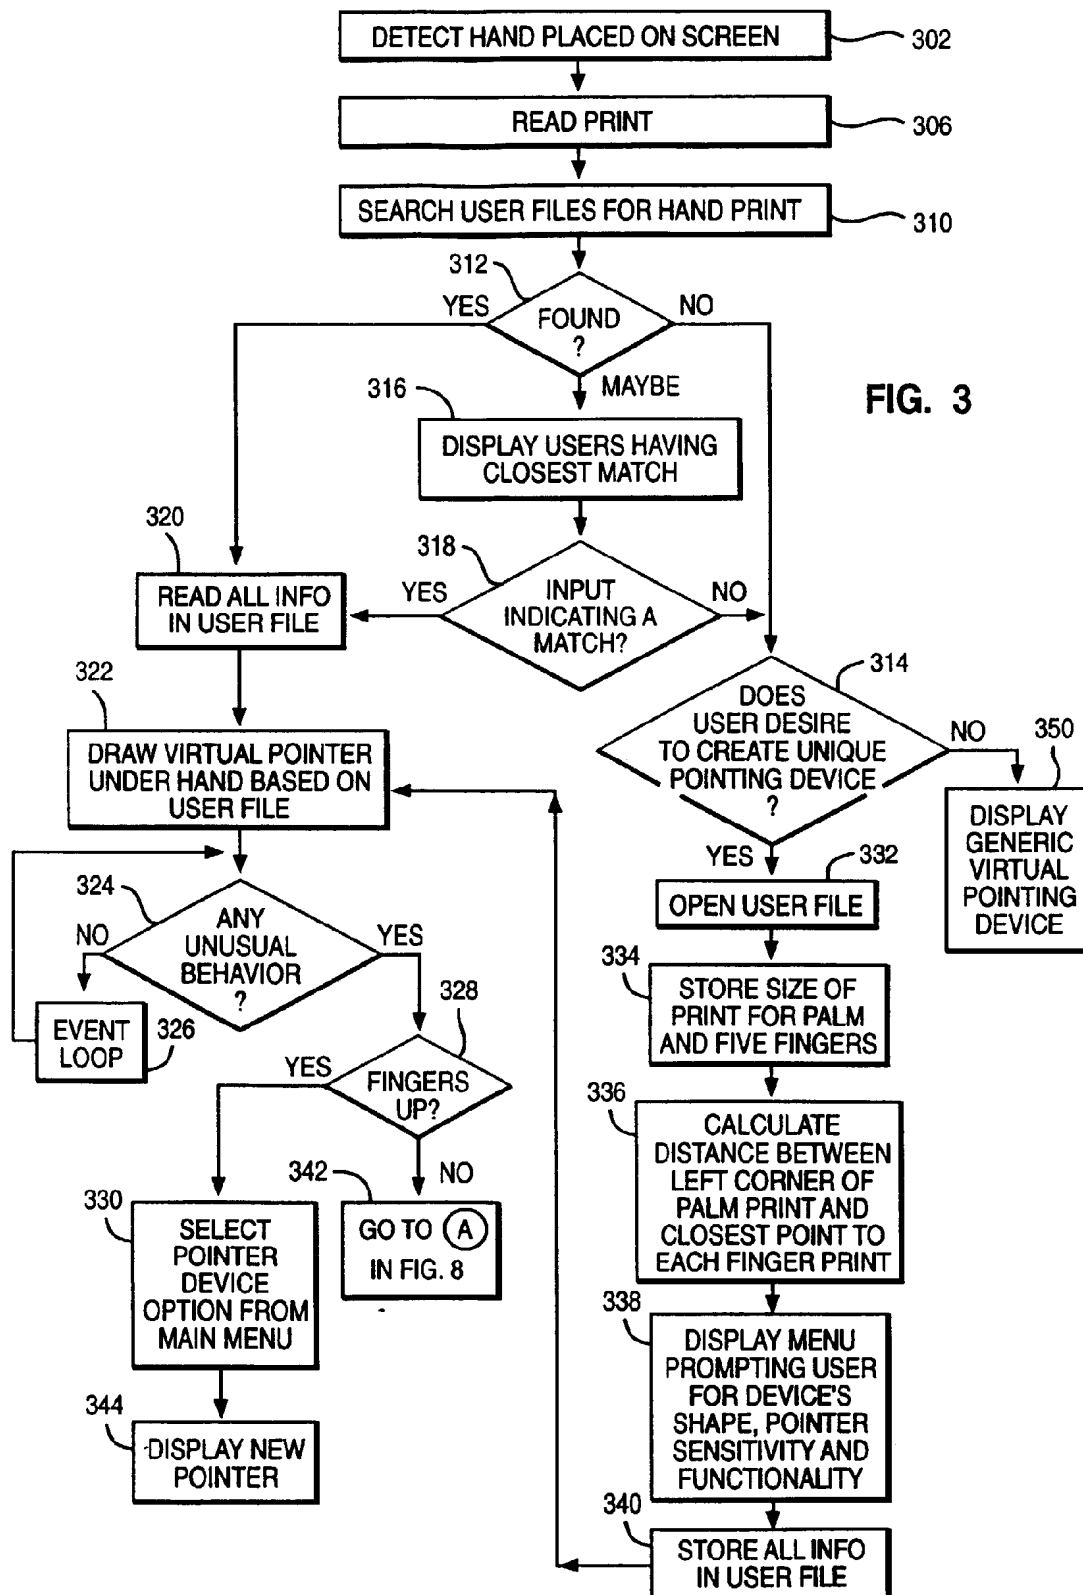 DETECT HAND PLACED ON SCREEN
302
READ PRINT
306
SEARCH USER FILES FOR HAND PRINT
310
312
YES
NO
FOUND
?
MAYBE
FIG. 3
316
DISPLAY USERS HAVING
CLOSEST MATCH
320
318
READ ALL INFO
IN USER FILE
YES
INPUT
INDICATING A
MATCH?
NO
314
DOES
USER DESIRE
TO CREATE UNIQUE
POINTING DEVICE
?
NO
350
DISPLAY
GENERIC
VIRTUAL
POINTING
DEVICE
322
DRAW VIRTUAL POINTER
UNDER HAND BASED ON
USER FILE
YES
332
OPEN USER FILE
324
NO
ANY
UNUSUAL
BEHAVIOR
?
YES
EVENT
LOOP
326
328
YES
FINGERS
UP?
NO
334
STORE SIZE OF
PRINT FOR PALM
AND FIVE FINGERS
336
CALCULATE
DISTANCE BETWEEN
LEFT CORNER OF
PALM PRINT AND
CLOSEST POINT TO
EACH FINGER PRINT
330
SELECT
POINTER
DEVICE
OPTION FROM
MAIN MENU
342
GO TO A
IN FIG. 8
338
DISPLAY MENU
PROMPTING USER
FOR DEVICE'S
SHAPE, POINTER
SENSITIVITY AND
FUNCTIONALITY
344
DISPLAY NEW
POINTER
340
STORE ALL INFO
IN USER FILE